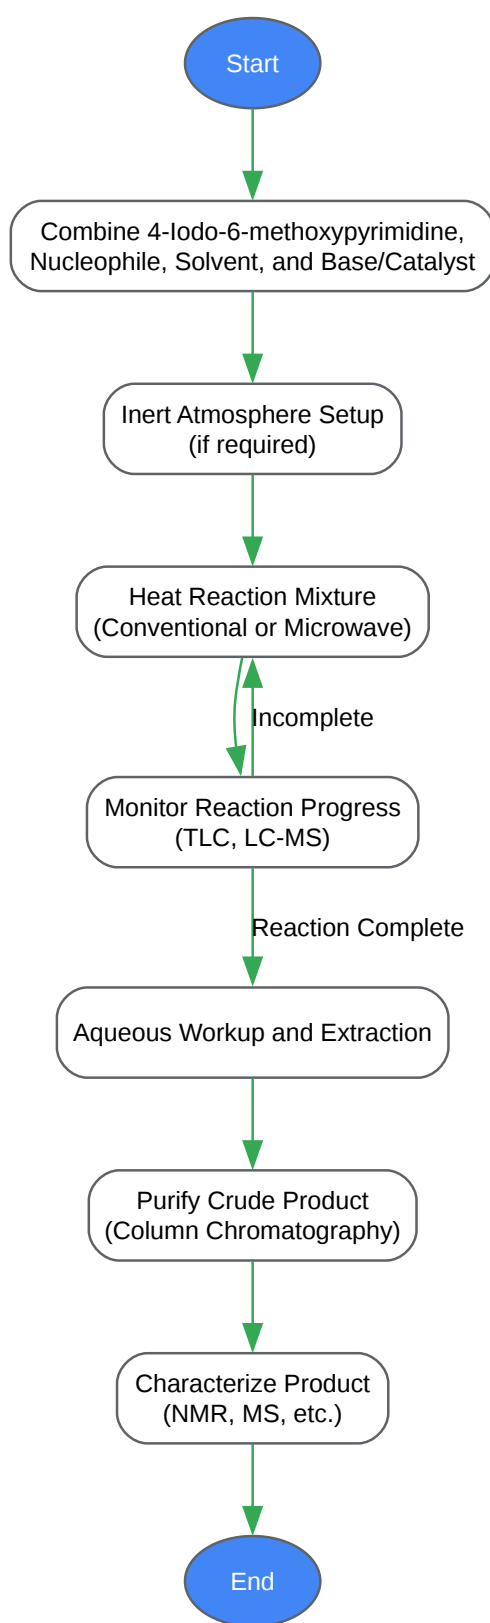 Start
Combine 4-Iodo-6-methoxypyrimidine,
Nucleophile, Solvent, and Base/Catalyst
Inert Atmosphere Setup
(if required)
Heat Reaction Mixture
(Conventional or Microwave)
Incomplete
Monitor Reaction Progress
(TLC, LC-MS)
Reaction Complete
Aqueous Workup and Extraction
Purify Crude Product
(Column Chromatography)
Characterize Product
(NMR, MS, etc.)
End